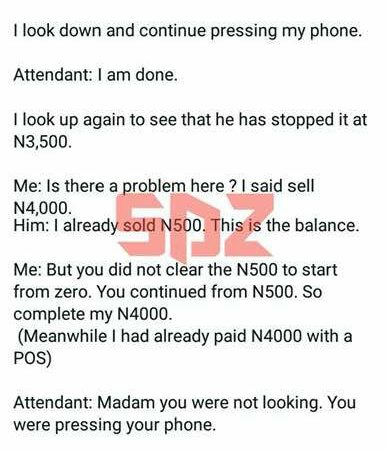 I look down and continue pressing my phone.
Attendant: I am done.
I look up again to see that he has stopped it at
N3,500.
Me: Is there a problem here ? I said sell
N4,000.
Him: I already sold N500. This is the balance.
SDZ
Me: But you did not clear the N500 to start
from zero. You continued from N500. So
complete my N4000.
(Meanwhile I had already paid N4000 with a
POS)
Attendant: Madam you were not looking. You
were pressing your phone.